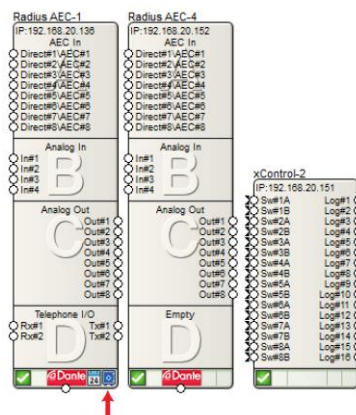 Radius AEC-1
IP:192.168.20.136
AEC In
Direct#1\AEC#1
Direct#2\AEC#2
Direct#3\AEC#3
Direct#4\AEC#4
Direct#5\AEC#5
Direct#6\AEC#6
Direct#7\AEC#7
Direct#8\AEC#8
Analog In
B
In#1
In#2
In#3
In#4
Analog Out
C
Out#1
Out#2
Out#3
Out#4
Out#5
Out#6
Out#7
Out#8
Telephone I/O
D
Rx#1 Tx#1
Rx#2 Tx#2
Dante 24
Radius AEC-4
IP:192.168.20.152
AEC In
Direct#1\AEC#1
Direct#2\AEC#2
Direct#3\AEC#3
Direct#4\AEC#4
Direct#5\AEC#5
Direct#6\AEC#6
Direct#7\AEC#7
Direct#8\AEC#8
Analog In
B
In#1
In#2
In#3
In#4
Analog Out
C
Out#1
Out#2
Out#3
Out#4
Out#5
Out#6
Out#7
Out#8
Empty
D
Dante
xControl-2
IP:192.168.20.151
Sw#1A Log#1
Sw#1B Log#2
Sw#2A Log#3
Sw#2B Log#4
Sw#3A Log#5
Sw#3B Log#6
Sw#4A Log#7
Sw#4B Log#8
Sw#5A Log#9
Sw#5B Log#10
Sw#6A Log#11
Sw#6B Log#12
Sw#7A Log#13
Sw#7B Log#14
Sw#8A Log#15
Sw#8B Log#16